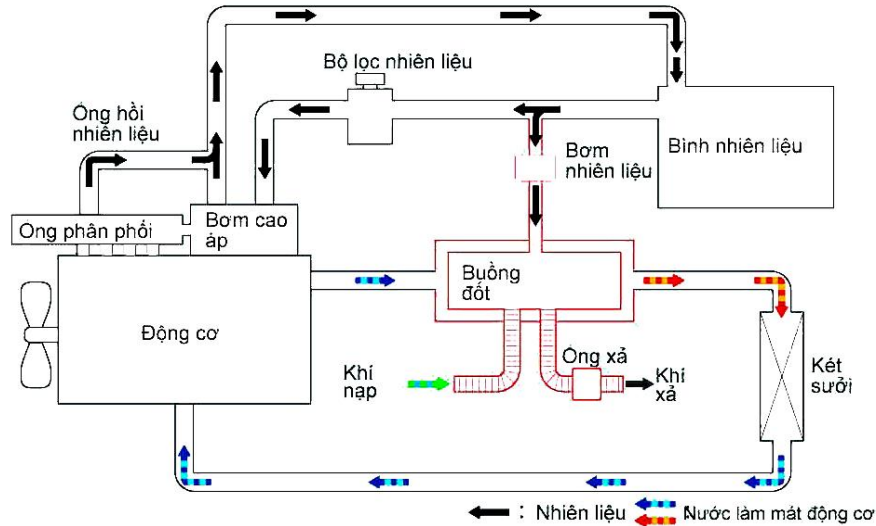 Bộ lọc nhiên liệu
Ống hồi
nhiên liệu
Bơm
nhiên liệu
Bình nhiên liệu
Bơm cao
áp
Ong phân phối
Buồng
đốt
Động cơ
Ống xả
Khí
nạp
Khí
xả
Két
sưởi
: Nhiên liệu
: Nước làm mát động cơ